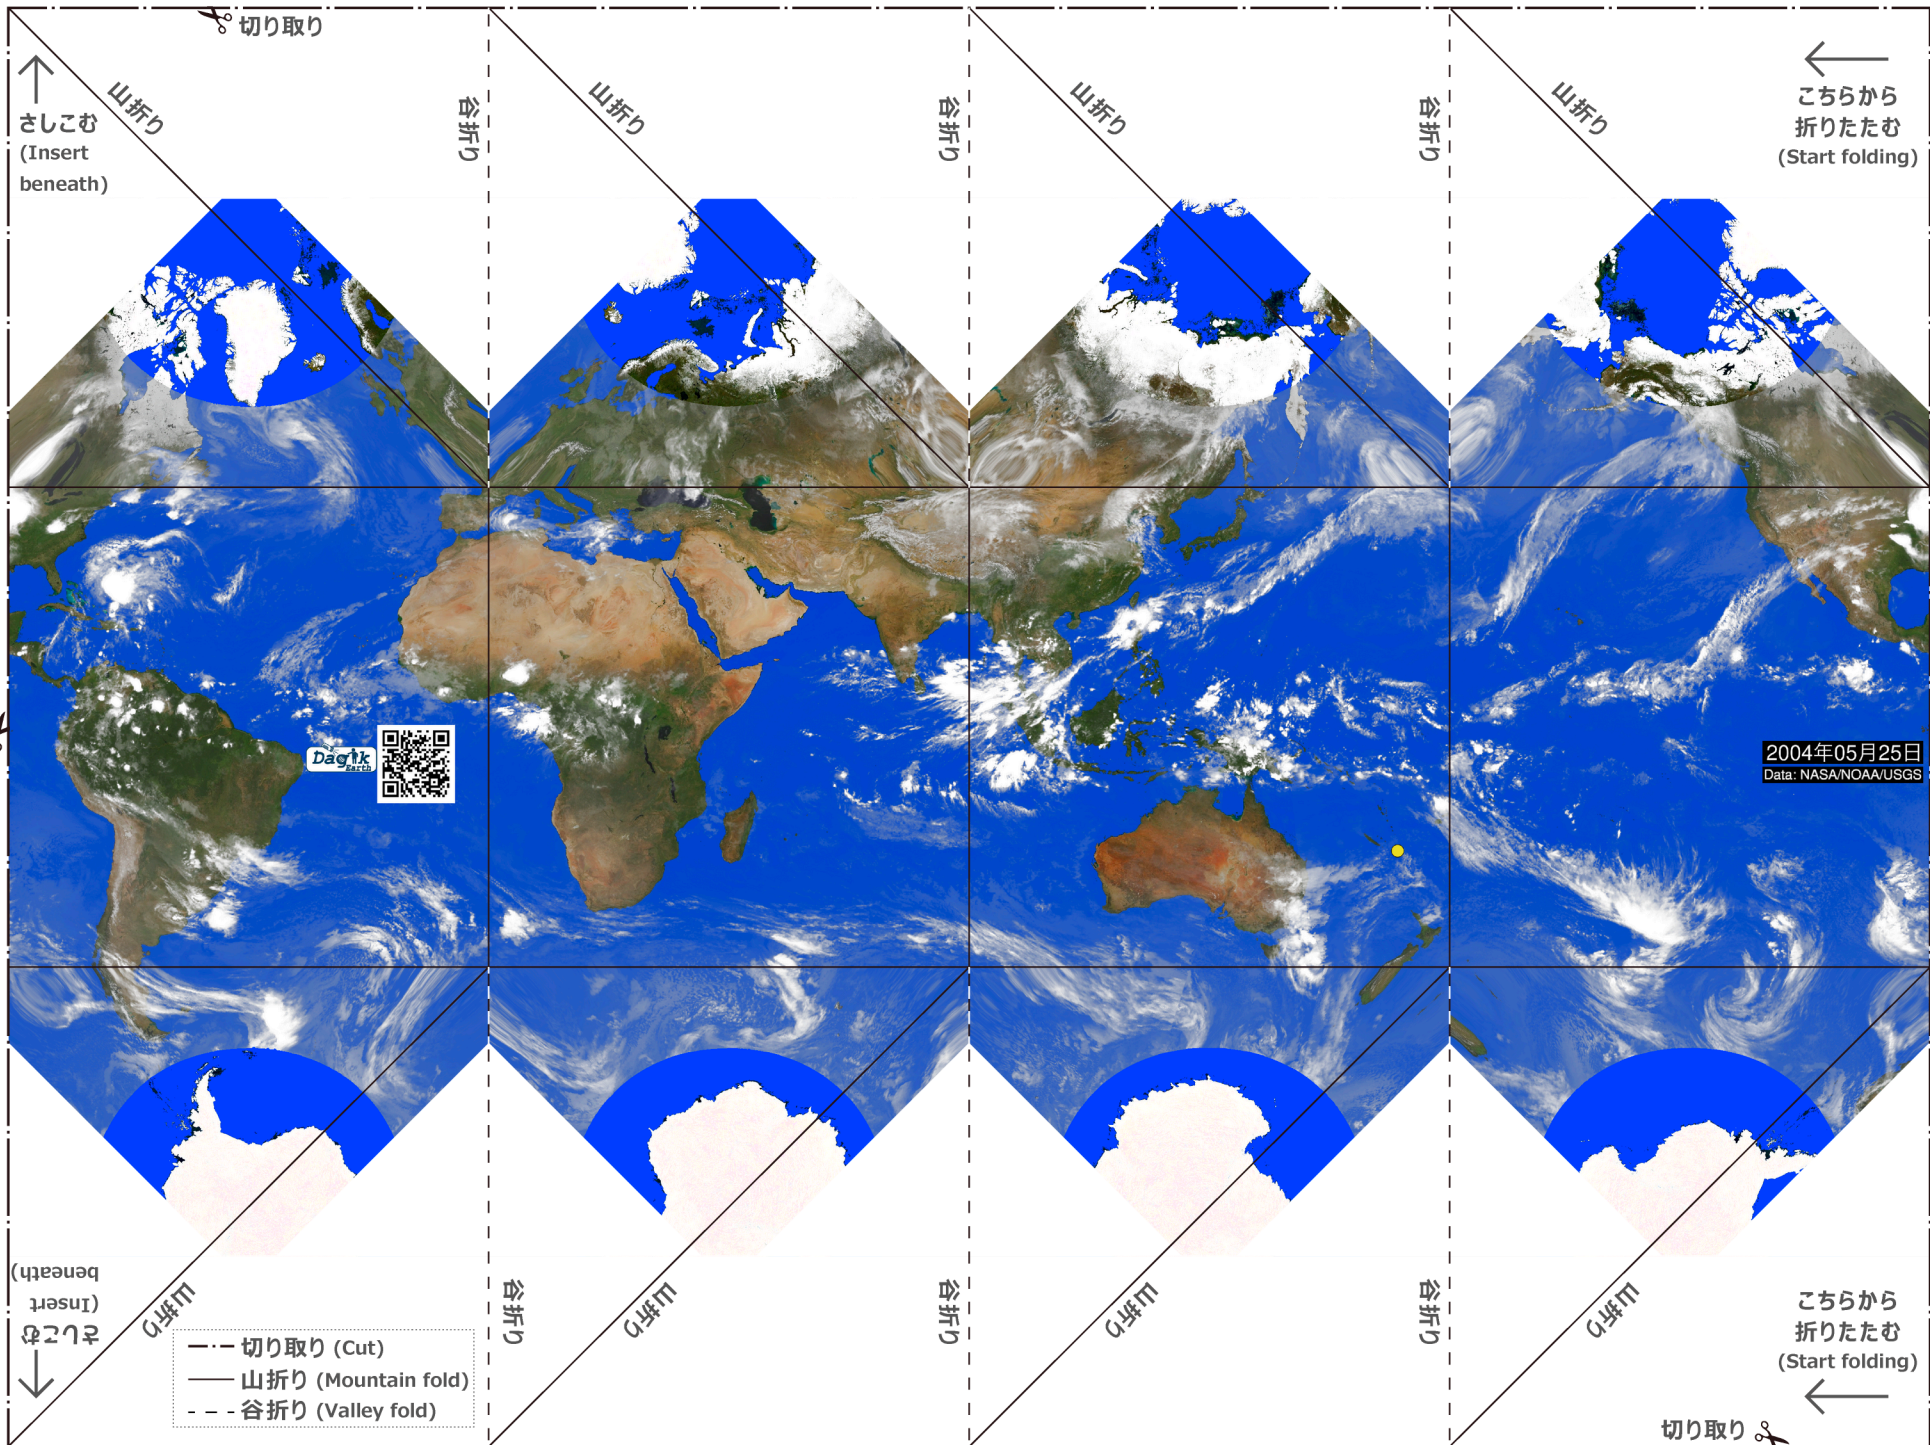 切り取り
山折り
谷折り
山折り
谷折り
山折り
谷折り
山折り
さしこむ
(Insert
beneath)
こちらから
折りたたむ
(Start folding)
Dagik
Earth
2004年05月25日
Data: NASA/NOAA/USGS
さしこむ
(Insert
beneath)
山折り
谷折り
山折り
谷折り
山折り
谷折り
山折り
こちらから
折りたたむ
(Start folding)
切り取り (Cut)
山折り (Mountain fold)
谷折り (Valley fold)
切り取り